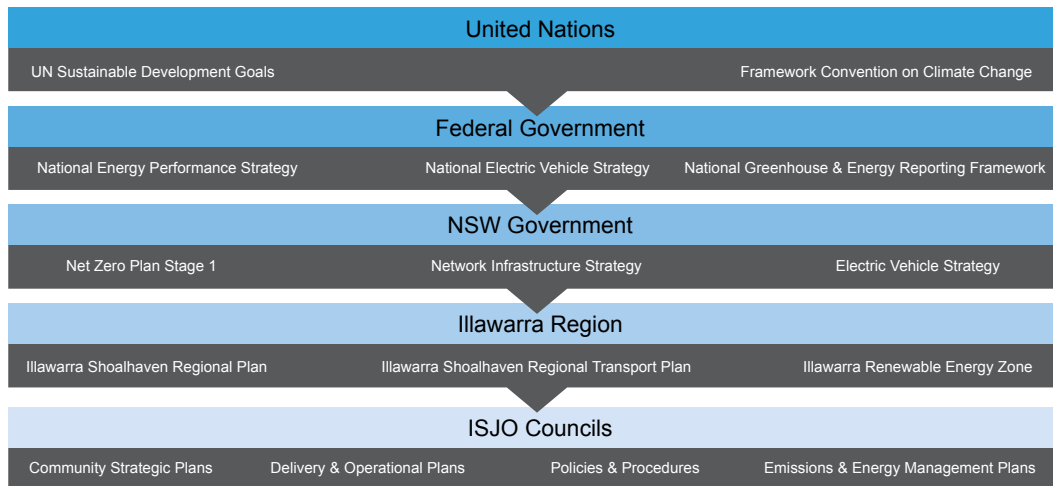 United Nations
UN Sustainable Development Goals
Framework Convention on Climate Change
Federal Government
National Energy Performance Strategy
National Electric Vehicle Strategy
National Greenhouse & Energy Reporting Framework
NSW Government
Net Zero Plan Stage 1
Network Infrastructure Strategy
Electric Vehicle Strategy
Illawarra Region
Illawarra Shoalhaven Regional Plan
Illawarra Shoalhaven Regional Transport Plan
Illawarra Renewable Energy Zone
ISJO Councils
Community Strategic Plans
Delivery & Operational Plans
Policies & Procedures
Emissions & Energy Management Plans